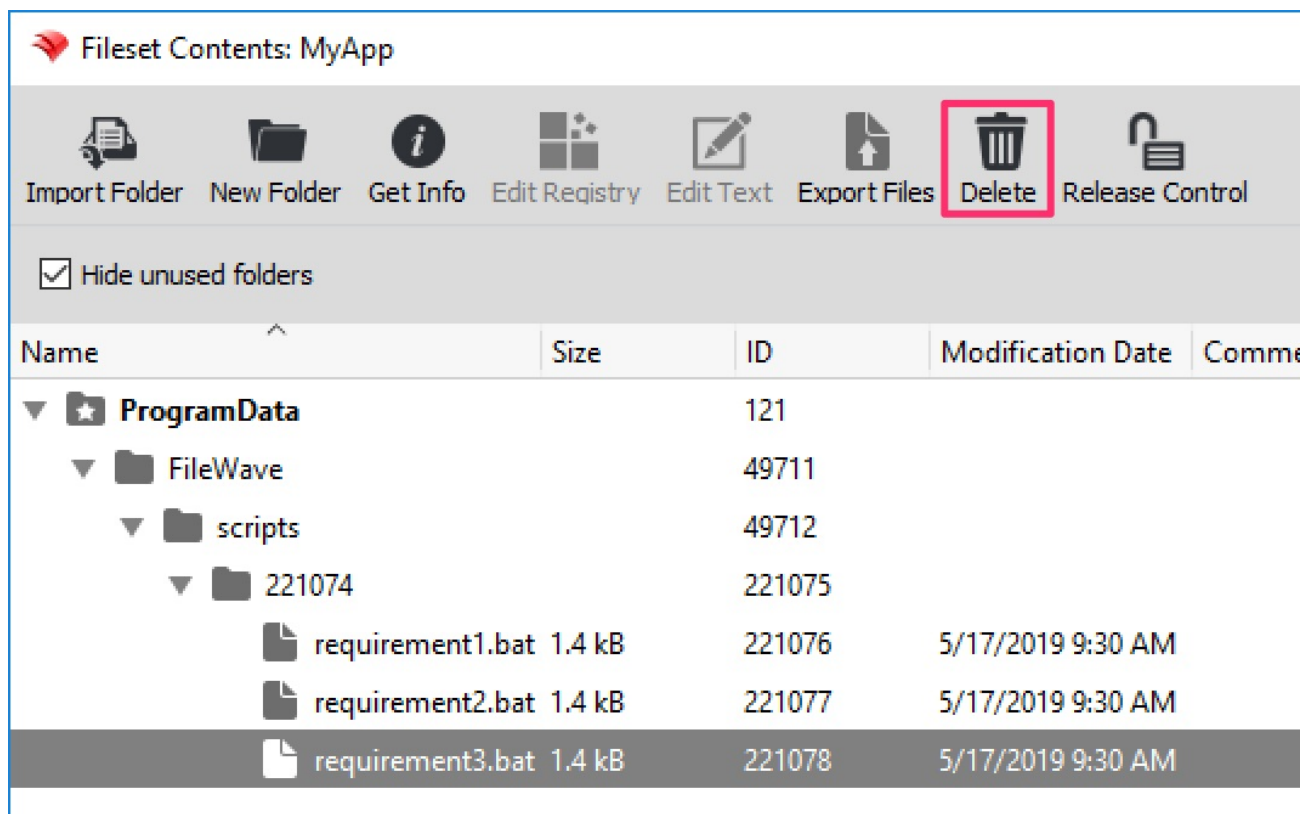 Fileset Contents: MyApp
Import Folder New Folder Get Info Edit Registry Edit Text Export Files Delete Release Control
Hide unused folders
Name Size ID Modification Date Comme
ProgramData 121
FileWave 49711
scripts 49712
221074 221075
requirement1.bat 1.4 kB 221076 5/17/2019 9:30 AM
requirement2.bat 1.4 kB 221077 5/17/2019 9:30 AM
requirement3.bat 1.4 kB 221078 5/17/2019 9:30 AM